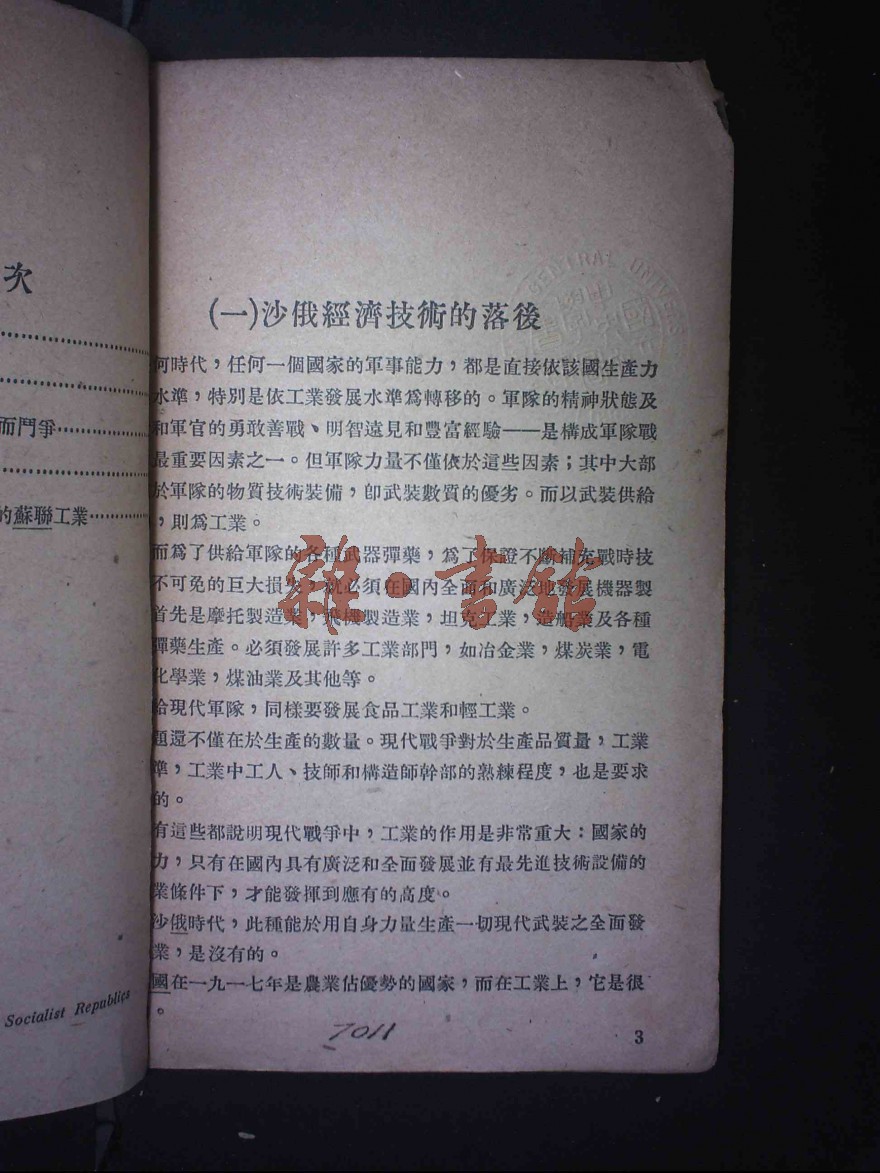 次
而鬥爭
的蘇聯工業
Socialist Republics
CENTRAL UNIVER
(一)沙俄經濟技術的落後
何時代，任何一個國家的軍事能力，都是直接依該國生產力
水準，特別是依工業發展水準爲轉移的。軍隊的精神狀態及
和軍官的勇敢善戰、明智遠見和豐富經驗——是構成軍隊戰
最重要因素之一。但軍隊力量不僅依於這些因素；其中大部
於軍隊的物質技術裝備，卽武裝數質的優劣。而以武裝供給
，則爲工業。
而爲了供給軍隊的各種武器彈藥，爲了保證不斷補充戰時技
不可免的巨大損失，就必須在國內全面和廣泛地發展機器製
首先是摩托製造業，飛機製造業，坦克工業，造船業及各種
彈藥生產。必須發展許多工業部門，如冶金業，煤炭業，電
化學業，煤油業及其他等。
給現代軍隊，同樣要發展食品工業和輕工業。
題還不僅在於生產的數量。現代戰爭對於生產品質量，工業
準，工業中工人、技師和構造師幹部的熟練程度，也是要求
的。
有這些都說明現代戰爭中，工業的作用是非常重大：國家的
力，只有在國內具有廣泛和全面發展並有最先進技術設備的
業條件下，才能發揮到應有的高度。
沙俄時代，此種能於用自身力量生產一切現代武裝之全面發
業，是沒有的。
國在一九一七年是農業佔優勢的國家，而在工業上，它是很
。
2011
3
雜·書館